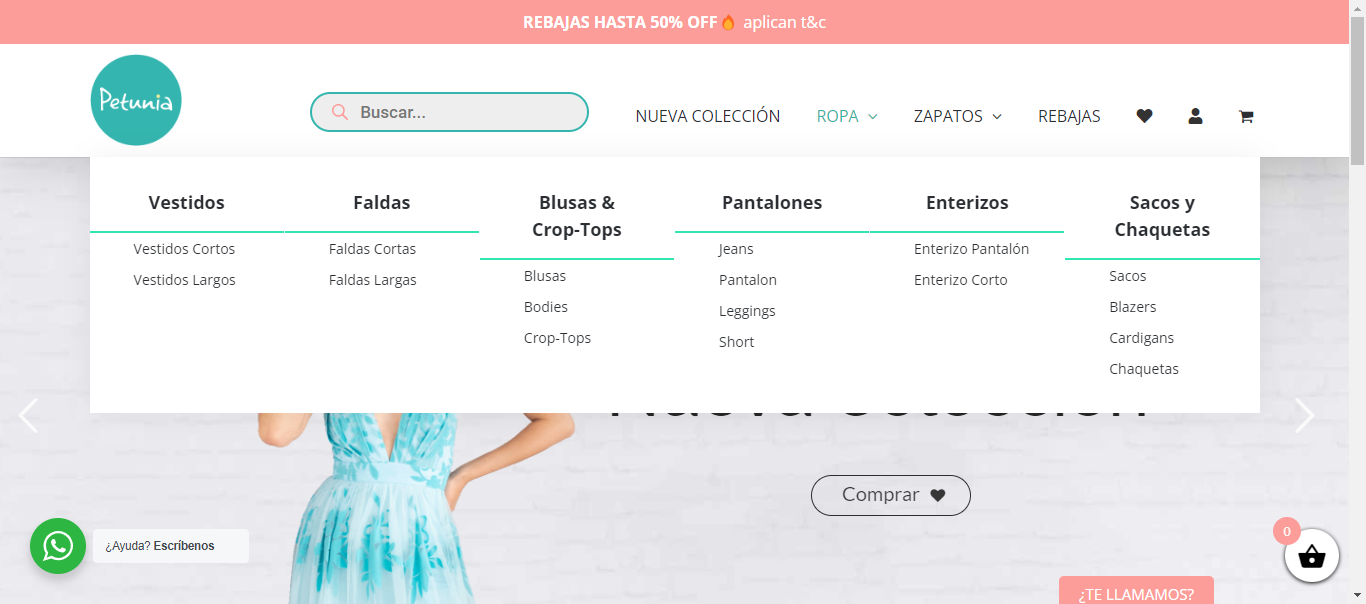 REBAJAS HASTA 50% OFF🔥 aplican t&c
Petunia
Buscar...
NUEVA COLECCIÓN
ROPA
ZAPATOS
REBAJAS
Vestidos
Vestidos Cortos
Vestidos Largos
Faldas
Faldas Cortas
Faldas Largas
Blusas &
Crop-Tops
Blusas
Bodies
Crop-Tops
Pantalones
Jeans
Pantalon
Leggings
Short
Enterizos
Enterizo Pantalón
Enterizo Corto
Sacos y
Chaquetas
Sacos
Blazers
Cardigans
Chaquetas
Nueva Colección
Comprar
¿Ayuda? Escríbenos
0
¿TE LLAMAMOS?